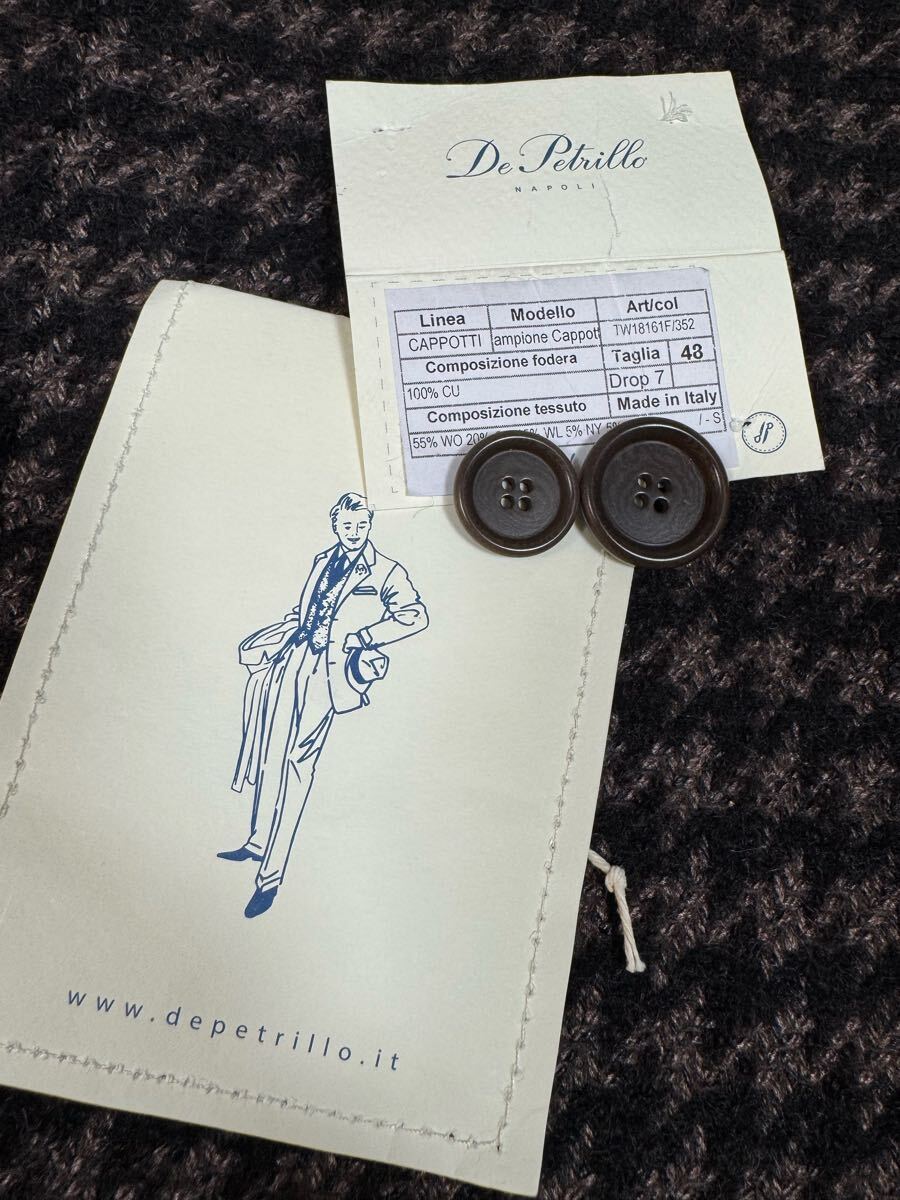 De Petrillo
NAPOLI
Linea Modello Art/col
CAPPOTTI ampione Cappott TW18161F/352
Composizione fodera Taglia 48
100% CU Drop 7
Composizione tessuto Made in Italy
55% WO 20% 5% WL 5% NY / - S
www.depetrillo.it